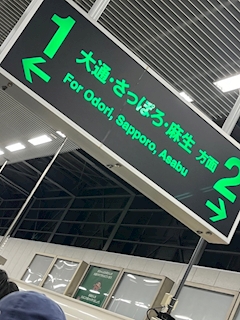 1 大通・さっぽろ・麻生 方面 2
← For Odori, Sapporo, Asabu →